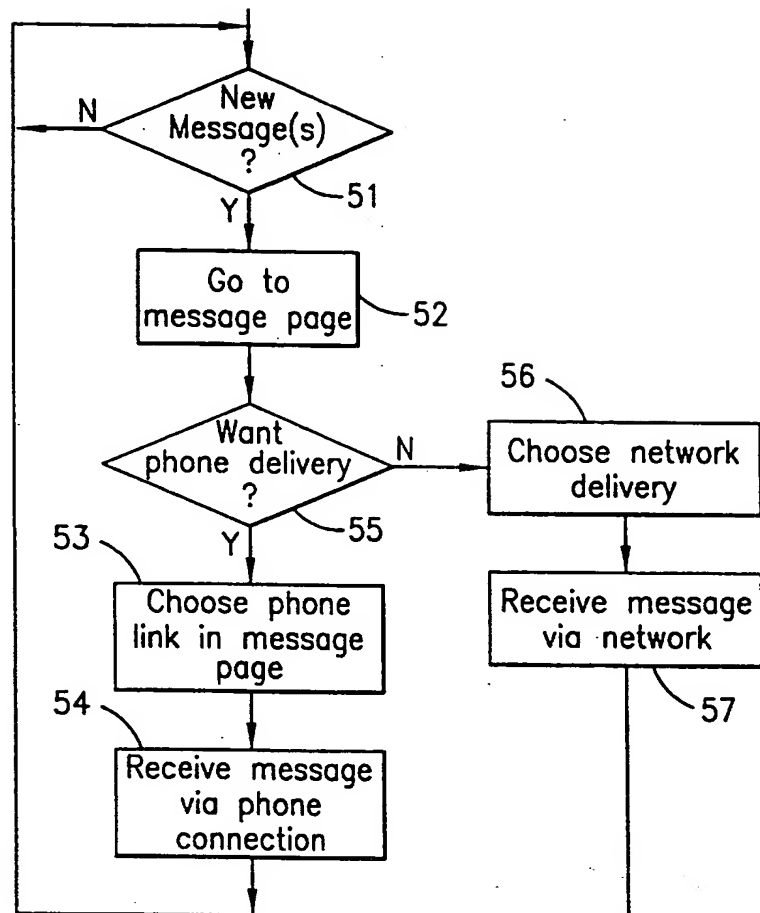 New
Message(s)
?
N
51
Y
Go to
message page
52
Want
phone delivery
?
N
55
Y
56
Choose network
delivery
53
Choose phone
link in message
page
Receive message
via network
57
54
Receive message
via phone
connection